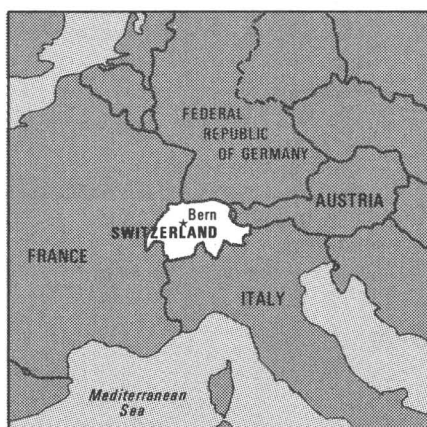 FEDERAL
REPUBLIC
OF GERMANY
AUSTRIA
Bern
SWITZERLAND
FRANCE
ITALY
Mediterranean
Sea